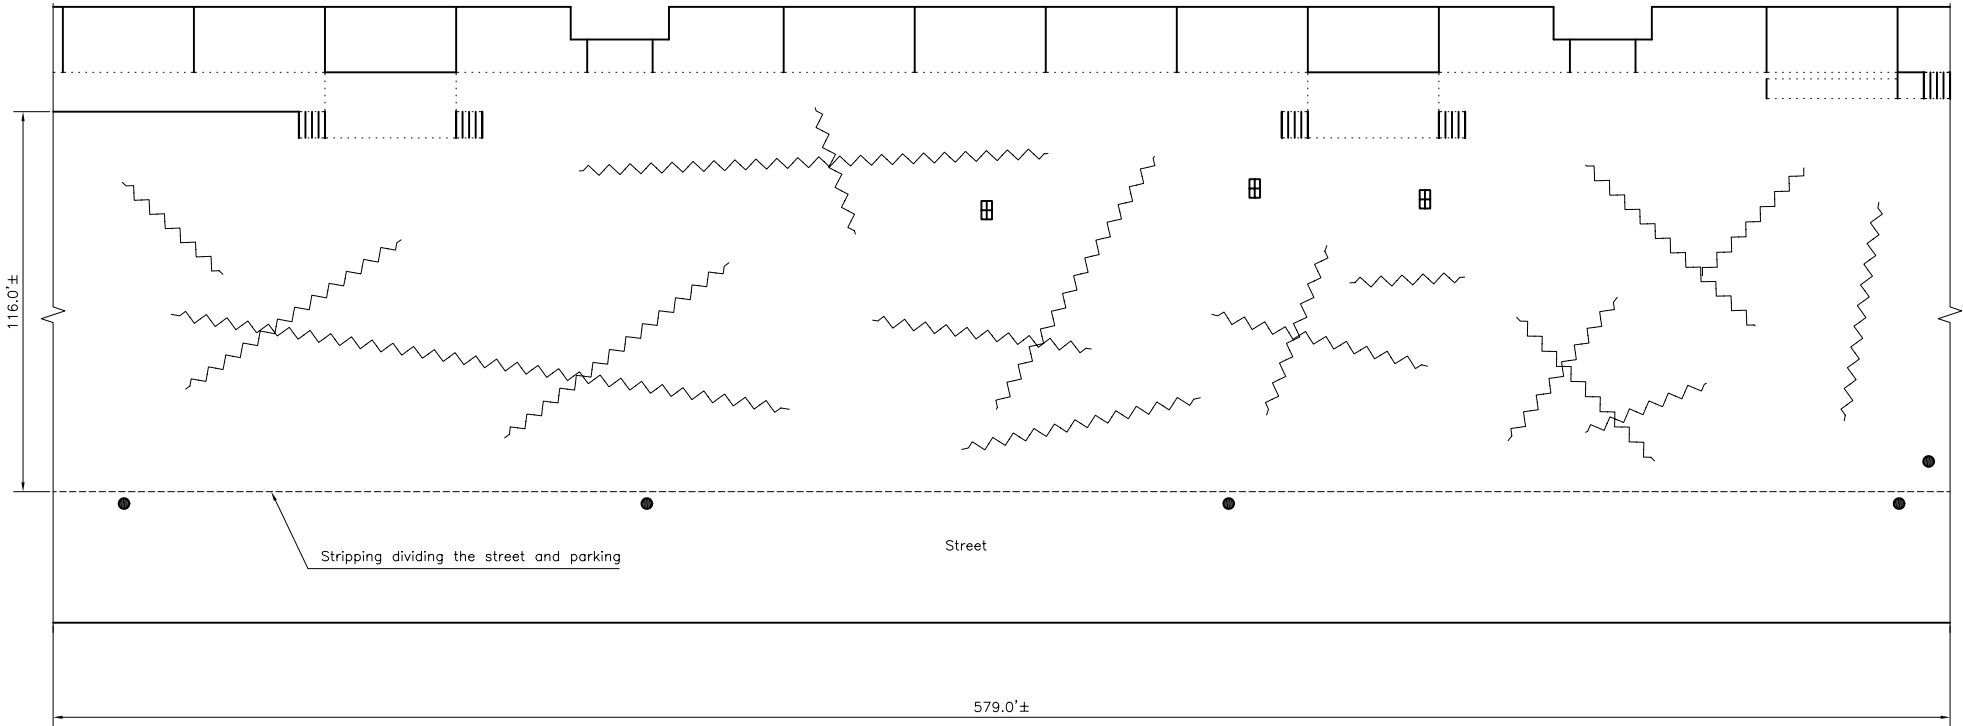 116.0'±
Stripping dividing the street and parking
Street
579.0'±